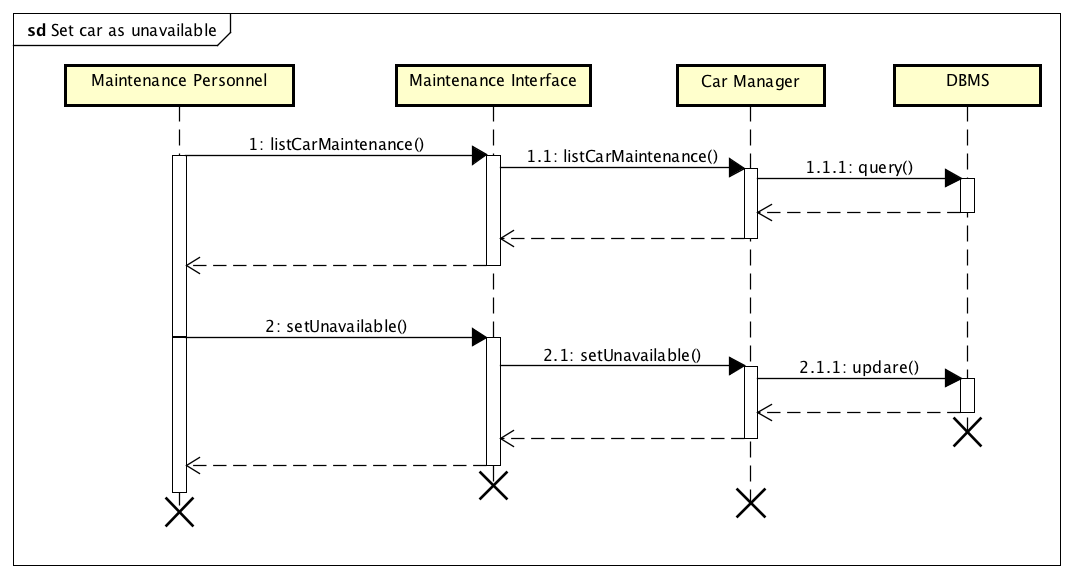 sd Set car as unavailable
Maintenance Personnel
Maintenance Interface
Car Manager
DBMS
1: listCarMaintenance()
1.1: listCarMaintenance()
1.1.1: query()
2: setUnavailable()
2.1: setUnavailable()
2.1.1: updare()